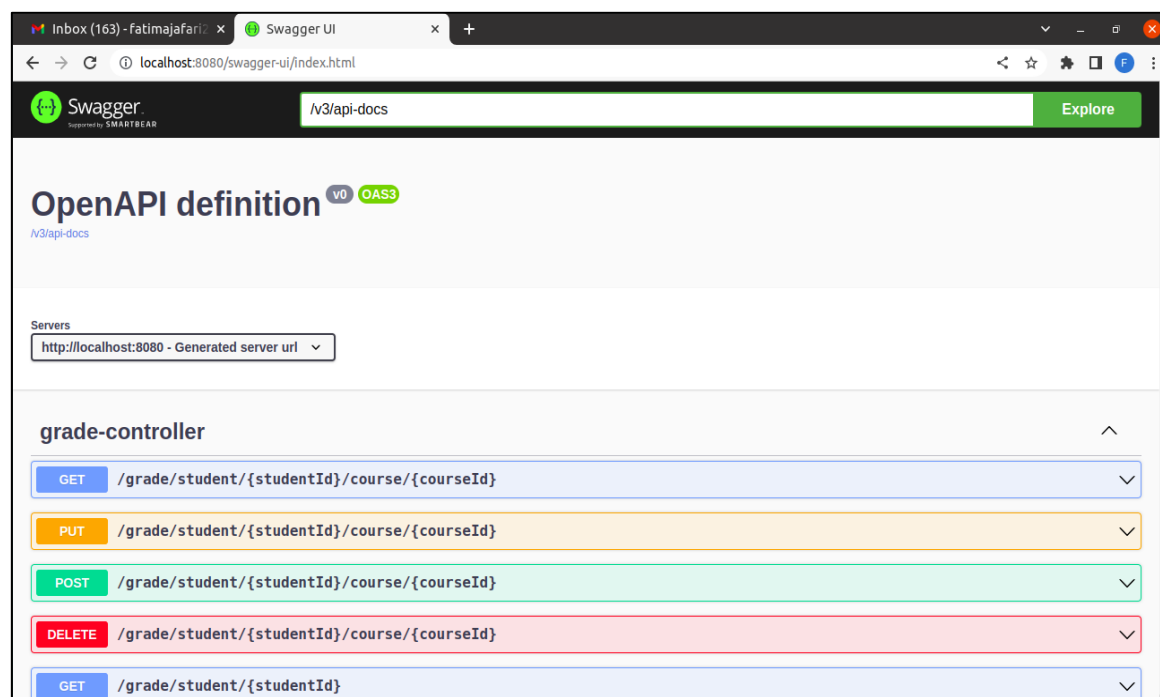 Inbox (163) - fatimajafari2
Swagger UI
localhost:8080/swagger-ui/index.html
F
Swagger.
Supported by SMARTBEAR
/v3/api-docs
Explore
OpenAPI definition v0 OAS3
/v3/api-docs
Servers
http://localhost:8080 - Generated server url
grade-controller
GET /grade/student/{studentId}/course/{courseId}
PUT /grade/student/{studentId}/course/{courseId}
POST /grade/student/{studentId}/course/{courseId}
DELETE /grade/student/{studentId}/course/{courseId}
GET /grade/student/{studentId}